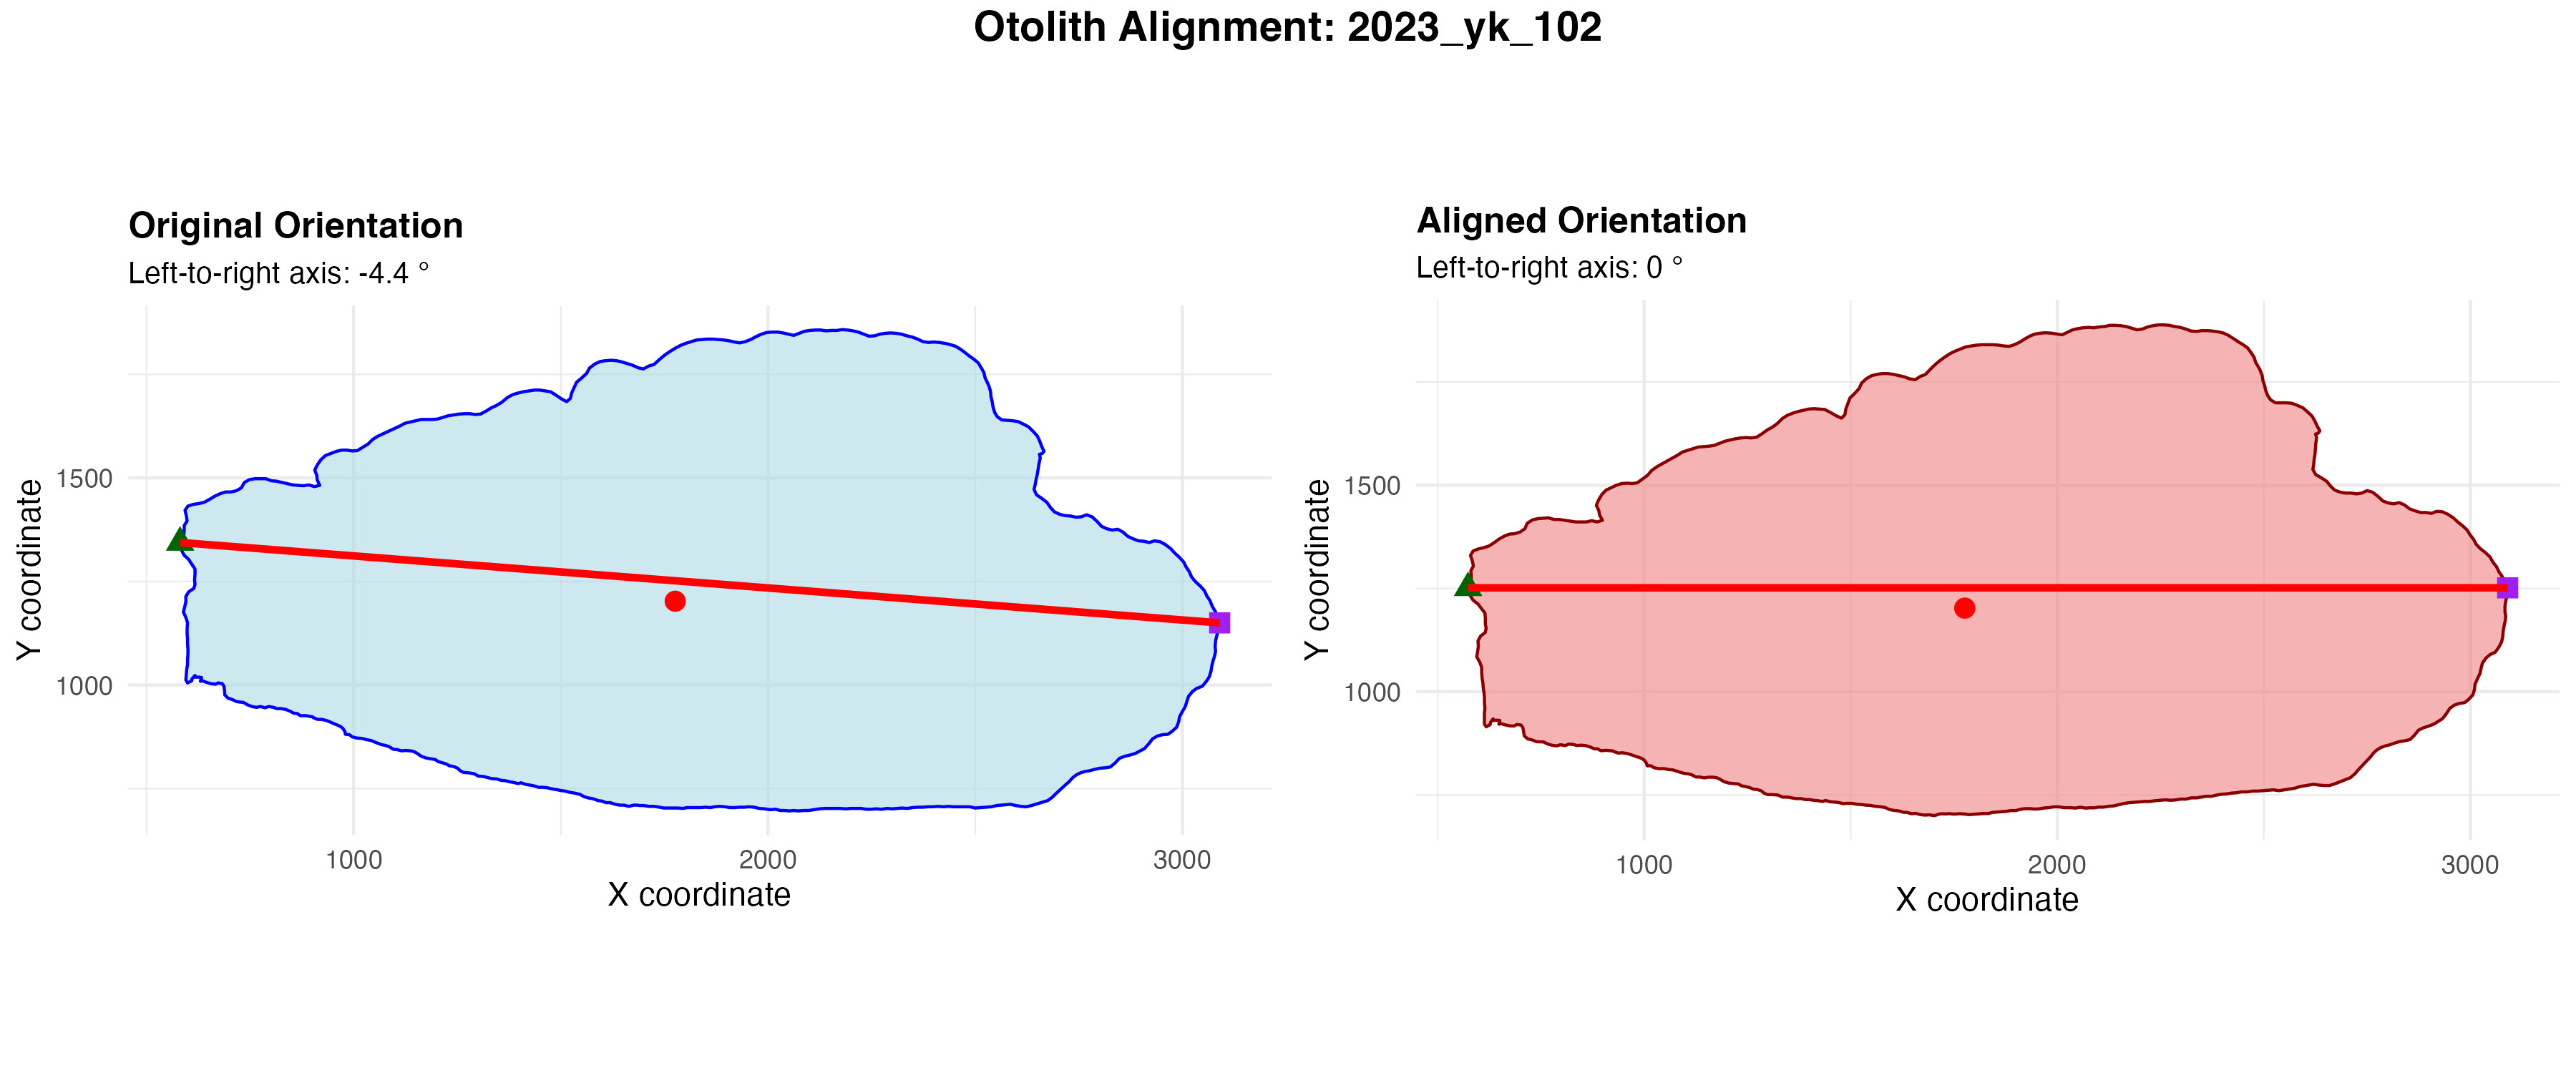 Otolith Alignment: 2023_yk_102
Original Orientation
Left-to-right axis: -4.4 °
Y coordinate
1500
1000
1000
2000
3000
X coordinate
Aligned Orientation
Left-to-right axis: 0 °
Y coordinate
1500
1000
1000
2000
3000
X coordinate